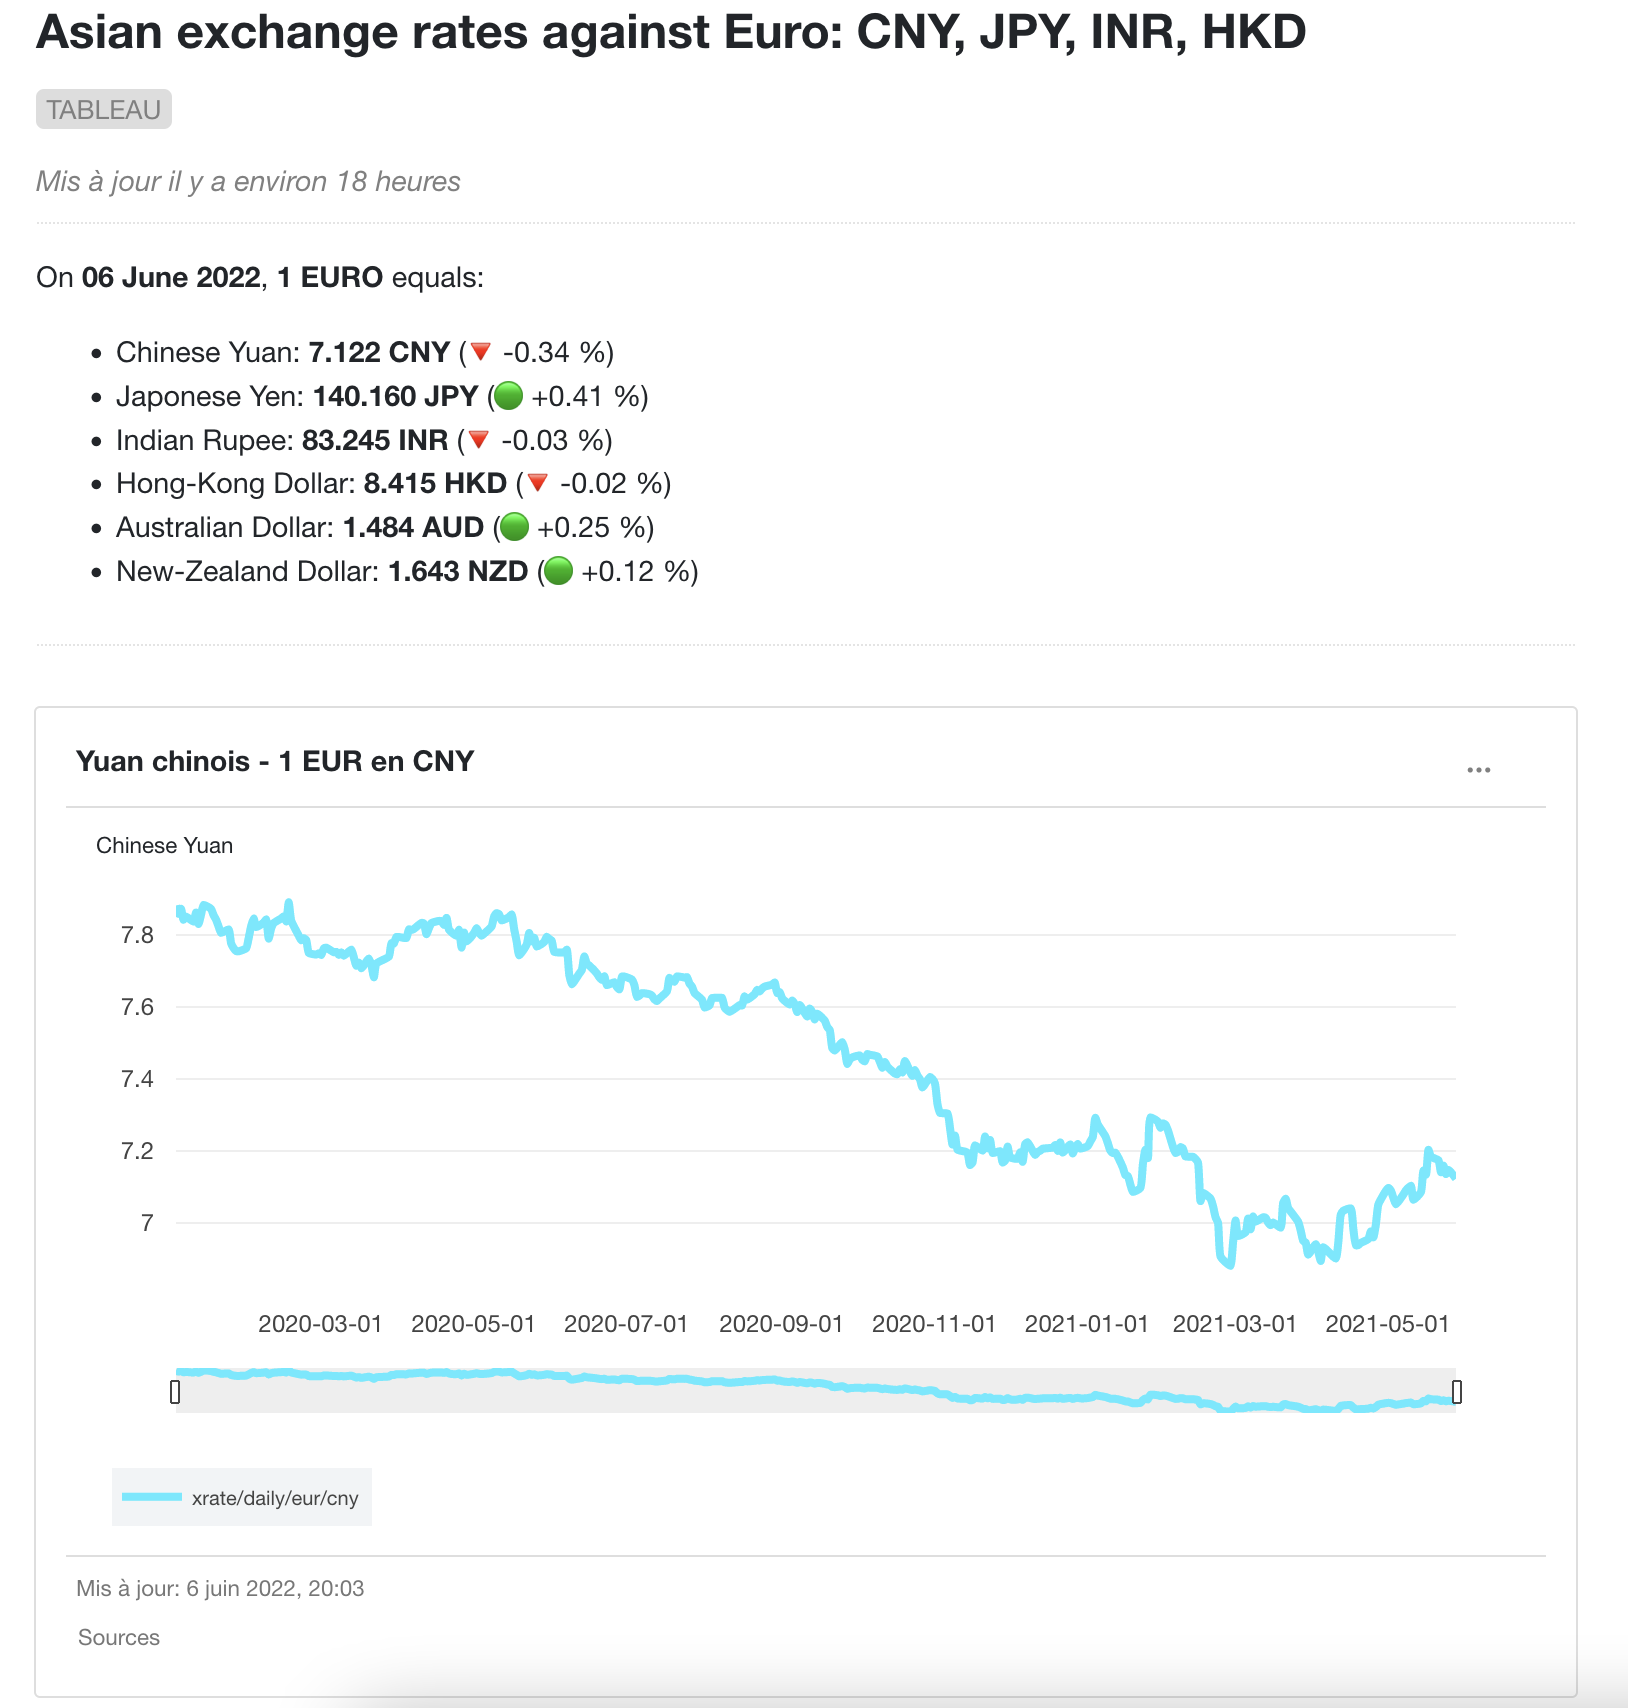 Asian exchange rates against Euro: CNY, JPY, INR, HKD
TABLEAU
Mis à jour il y a environ 18 heures
On 06 June 2022, 1 EURO equals:
• Chinese Yuan: 7.122 CNY (🔻 -0.34 %)
• Japonese Yen: 140.160 JPY (🟢 +0.41 %)
• Indian Rupee: 83.245 INR (🔻 -0.03 %)
• Hong-Kong Dollar: 8.415 HKD (🔻 -0.02 %)
• Australian Dollar: 1.484 AUD (🟢 +0.25 %)
• New-Zealand Dollar: 1.643 NZD (🟢 +0.12 %)
Yuan chinois - 1 EUR en CNY
Chinese Yuan
7.8
7.6
7.4
7.2
7
2020-03-01 2020-05-01 2020-07-01 2020-09-01 2020-11-01 2021-01-01 2021-03-01 2021-05-01
xrate/daily/eur/cny
Mis à jour: 6 juin 2022, 20:03
Sources